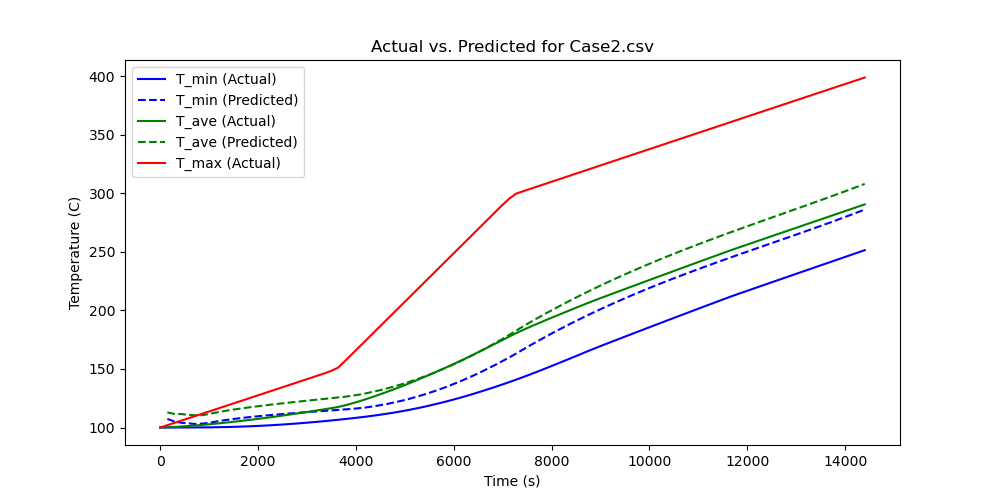 Actual vs. Predicted for Case2.csv
T_min (Actual)
T_min (Predicted)
T_ave (Actual)
T_ave (Predicted)
T_max (Actual)
Temperature (C)
400
350
300
250
200
150
100
0
2000
4000
6000
8000
10000
12000
14000
Time (s)